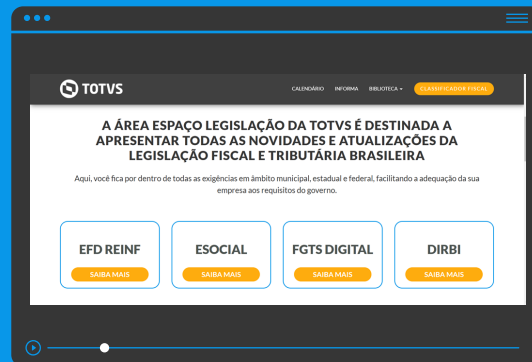 TOTVS
CALENDÁRIO INFORMA BIBLIOTECA CLASSIFICADOR FISCAL
A ÁREA ESPAÇO LEGISLAÇÃO DA TOTVS É DESTINADA A
APRESENTAR TODAS AS NOVIDADES E ATUALIZAÇÕES DA
LEGISLAÇÃO FISCAL E TRIBUTÁRIA BRASILEIRA
Aqui, você fica por dentro de todas as exigências em âmbito municipal, estadual e federal, facilitando a adequação da sua
empresa aos requisitos do governo.
EFD REINF ESOCIAL FGTS DIGITAL DIRBI
SAIBA MAIS SAIBA MAIS SAIBA MAIS SAIBA MAIS